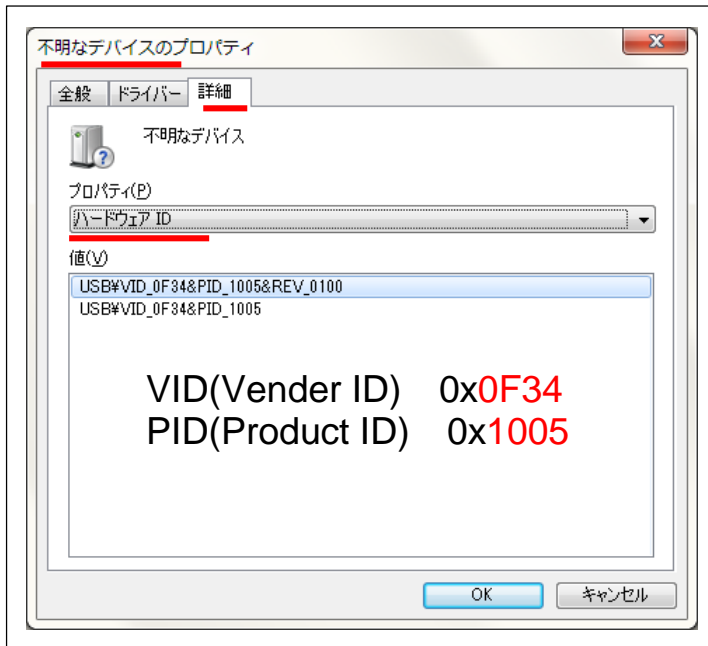 不明なデバイスのプロパティ
全般 ドライバー 詳細
不明なデバイス
プロパティ(P)
ハードウェア ID
値(V)
USB¥VID_0F34&PID_1005&REV_0100
USB¥VID_0F34&PID_1005
VID(Vender ID) 0x0F34
PID(Product ID) 0x1005
OK キャンセル